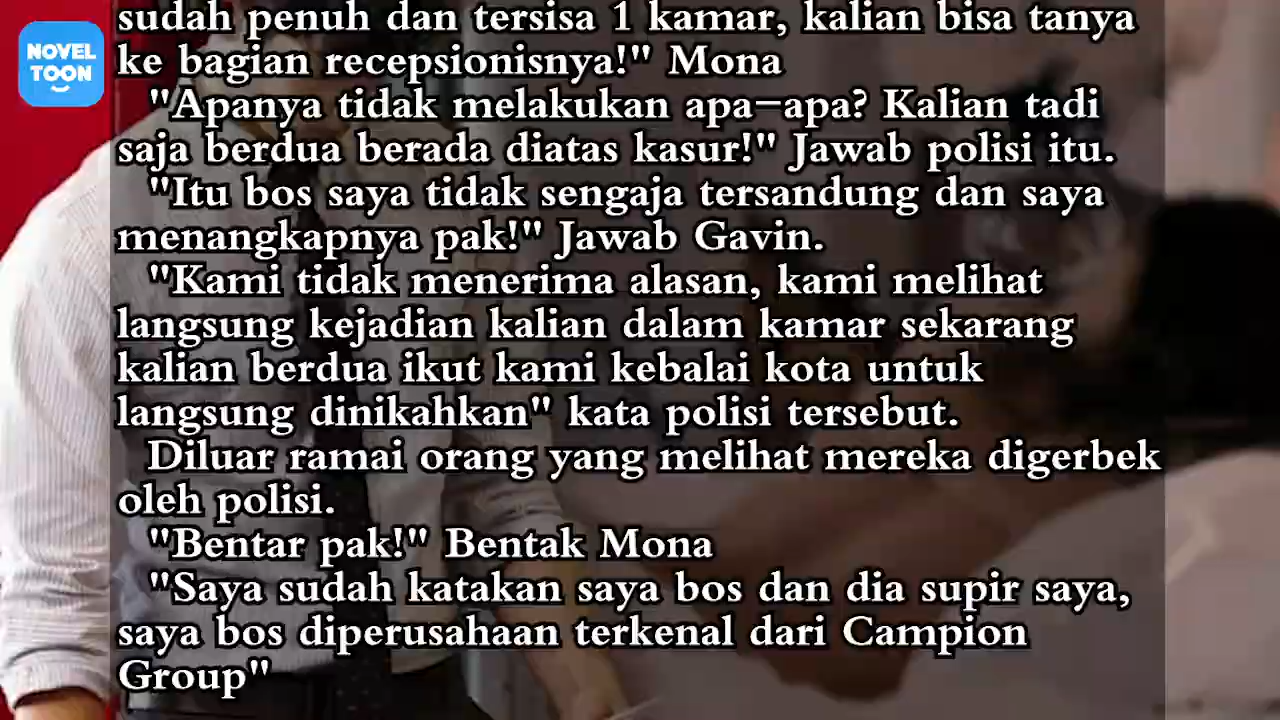 NOVEL
TOON
sudah penuh dan tersisa 1 kamar, kalian bisa tanya
ke bagian recepsionisnya!" Mona
"Apanya tidak melakukan apa–apa? Kalian tadi
saja berdua berada diatas kasur!" Jawab polisi itu.
"Itu bos saya tidak sengaja tersandung dan saya
menangkapnya pak!" Jawab Gavin.
"Kami tidak menerima alasan, kami melihat
langsung kejadian kalian dalam kamar sekarang
kalian berdua ikut kami kebalai kota untuk
langsung dinikahkan" kata polisi tersebut.
Diluar ramai orang yang melihat mereka digerbek
oleh polisi.
"Bentar pak!" Bentak Mona
"Saya sudah katakan saya bos dan dia supir saya,
saya bos diperusahaan terkenal dari Campion
Group"